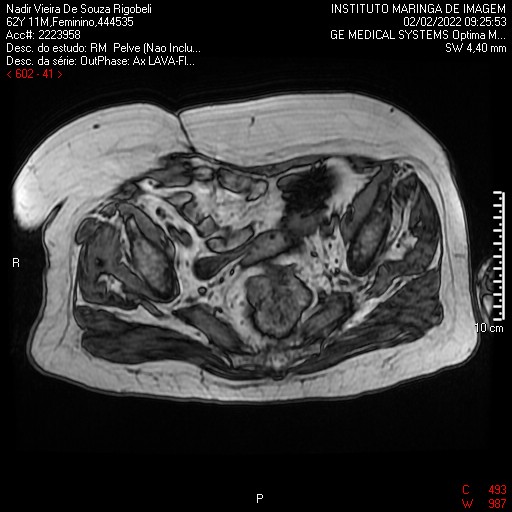 Nadir Vieira De Souza Rigobeli
62Y 11M,Feminino,444535
Acc#: 2223958
Desc. do estudo: RM  Pelve (Nao Inclu...
Desc. da série: OutPhase: Ax LAVA-Fl...
< 602 - 41 >
INSTITUTO MARINGA DE IMAGEM
02/02/2022 09:25:53
GE MEDICAL SYSTEMS Optima M...
SW 4,40 mm
R
10 cm
P
C 493
W 987